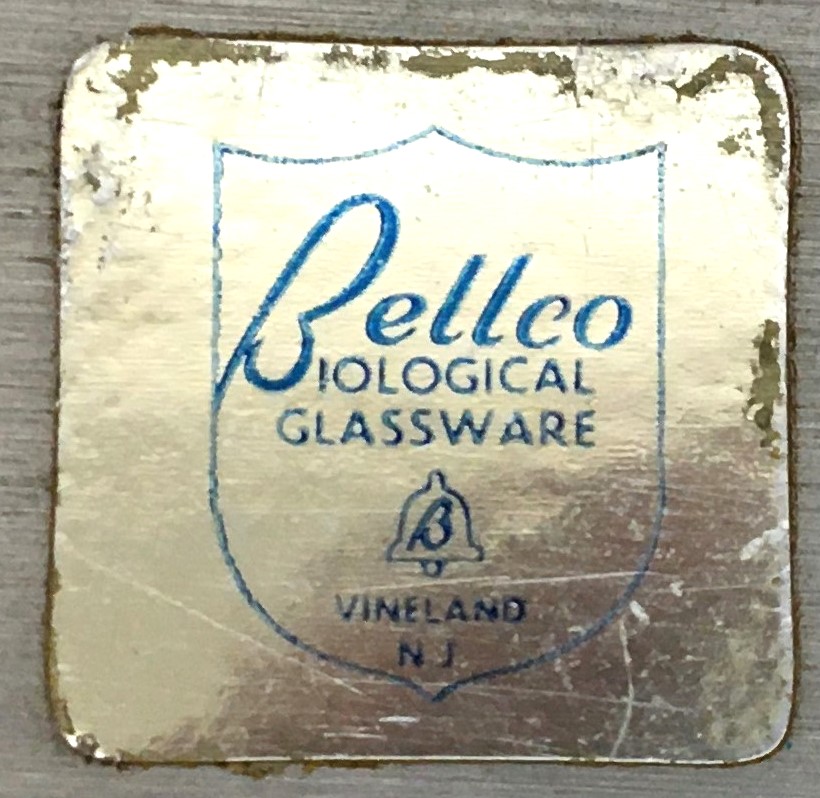 Bellco
BIOLOGICAL
GLASSWARE
B
VINELAND
N J